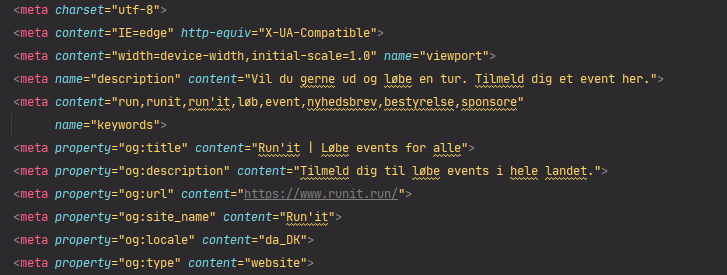 <meta charset="utf-8">
<meta content="IE=edge" http-equiv="X-UA-Compatible">
<meta content="width=device-width,initial-scale=1.0" name="viewport">
<meta name="description" content="Vil du gerne ud og løbe en tur. Tilmeld dig et event her.">
<meta content="run,runit,run'it,løb,event,nyhedsbrev,bestyrelse,sponsore"
name="keywords">
<meta property="og:title" content="Run'it | Løbe events for alle">
<meta property="og:description" content="Tilmeld dig til løbe events i hele landet.">
<meta property="og:url" content="https://www.runit.run/">
<meta property="og:site_name" content="Run'it">
<meta property="og:locale" content="da_DK">
<meta property="og:type" content="website">